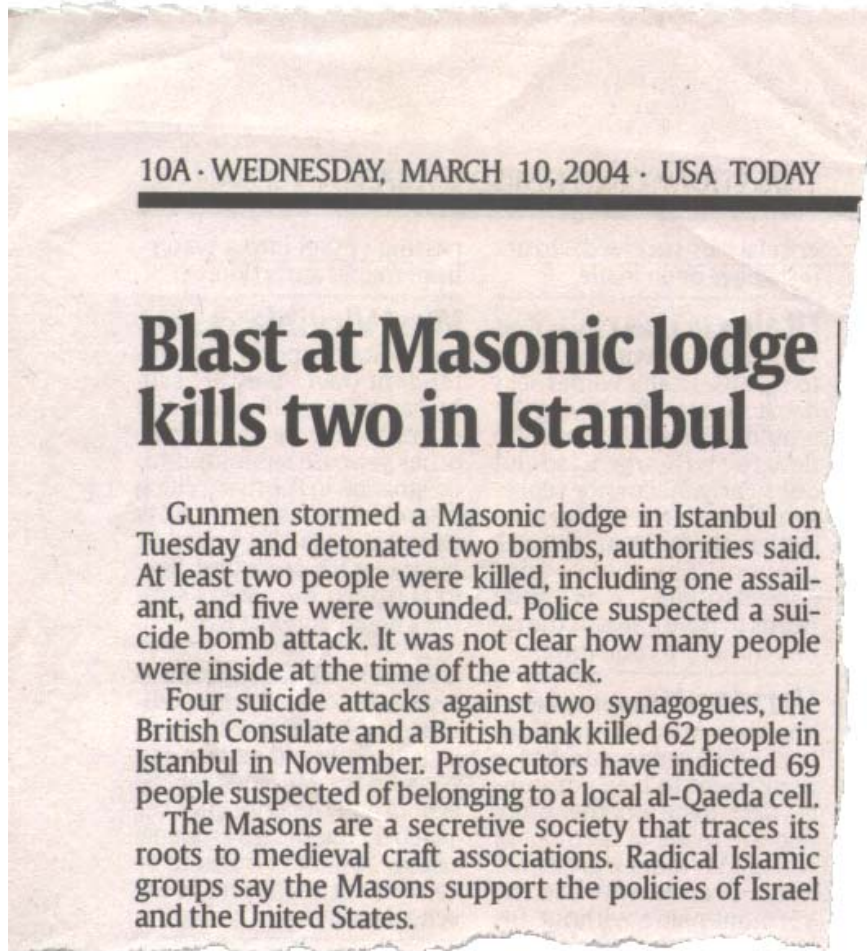 10A · WEDNESDAY, MARCH 10, 2004 · USA TODAY
Blast at Masonic lodge
kills two in Istanbul
Gunmen stormed a Masonic lodge in Istanbul on
Tuesday and detonated two bombs, authorities said.
At least two people were killed, including one assail-
ant, and five were wounded. Police suspected a sui-
cide bomb attack. It was not clear how many people
were inside at the time of the attack.
Four suicide attacks against two synagogues, the
British Consulate and a British bank killed 62 people in
Istanbul in November. Prosecutors have indicted 69
people suspected of belonging to a local al-Qaeda cell.
The Masons are a secretive society that traces its
roots to medieval craft associations. Radical Islamic
groups say the Masons support the policies of Israel
and the United States.